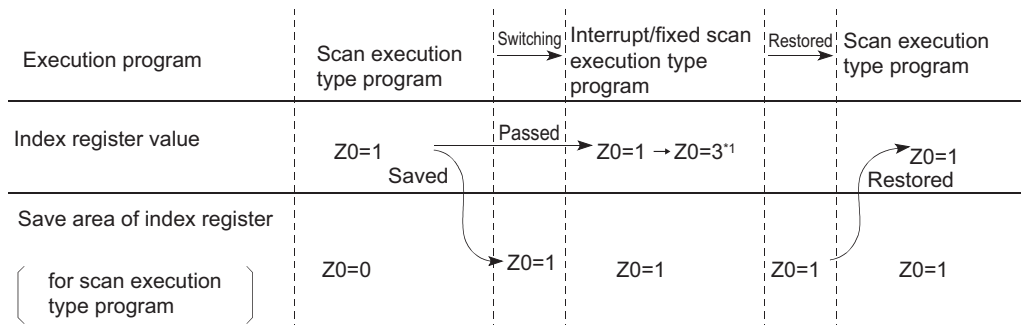 Execution program
Scan execution
type program
Switching
Interrupt/fixed scan
execution type
program
Restored
Scan execution
type program
Index register value
Z0=1
Passed
Saved
Z0=1 → Z0=3*1
Z0=1
Restored
Save area of index register
for scan execution
type program
Z0=0
Z0=1
Z0=1
Z0=1
Z0=1